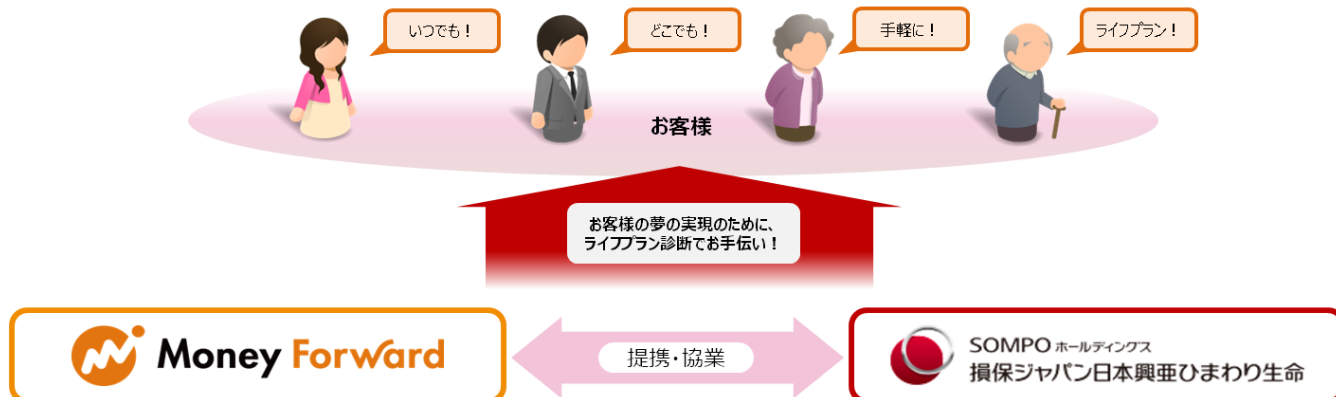 いつでも！
どこでも！
手軽に！
ライフプラン！
お客様
お客様の夢の実現のために、
ライフプラン診断でお手伝い！
Money Forward
提携・協業
SOMPO ホールディングス
損保ジャパン日本興亜ひまわり生命